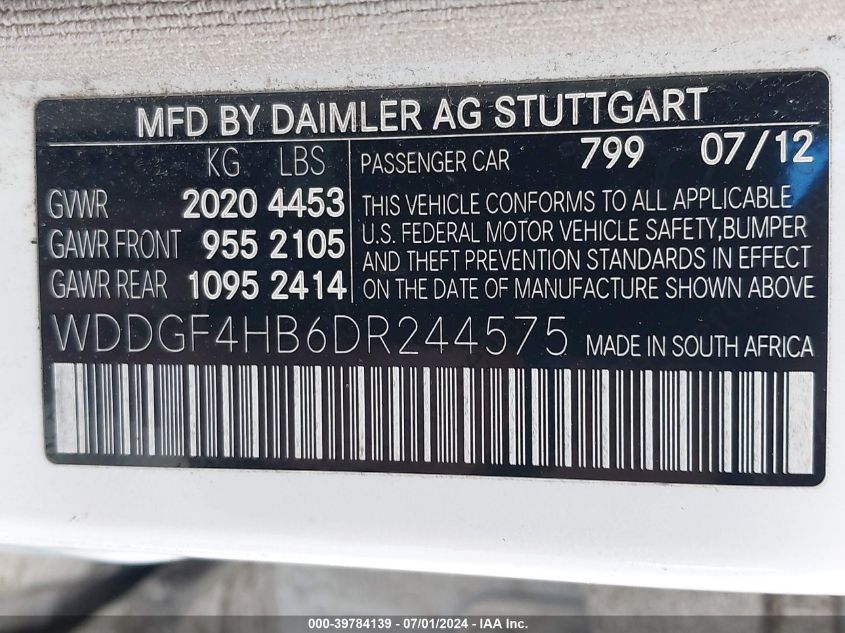 MFD BY DAIMLER AG STUTTGART
KG LBS
GVWR 2020 4453
GAWR FRONT 955 2105
GAWR REAR 1095 2414
PASSENGER CAR 799 07/12
THIS VEHICLE CONFORMS TO ALL APPLICABLE
U.S. FEDERAL MOTOR VEHICLE SAFETY,BUMPER
AND THEFT PREVENTION STANDARDS IN EFFECT
ON THE DATE OF MANUFACTURE SHOWN ABOVE
WDDGF4HB6DR244575 MADE IN SOUTH AFRICA
000-39784139 - 07/01/2024 - IAA Inc.